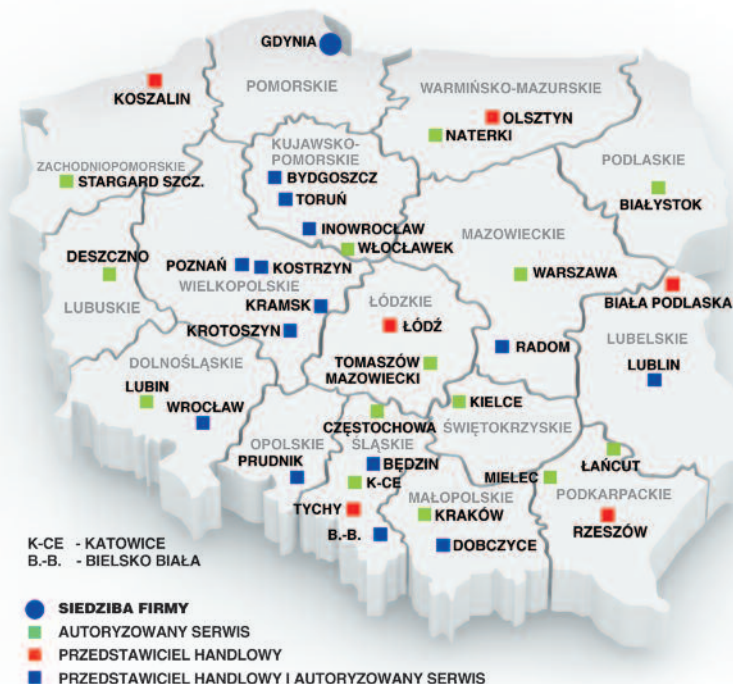 GDYNIA
POMORSKIE
KOSZALIN
WARMIŃSKO-MAZURSKIE
OLSZTYN
NATERKI
KUJAWSKO-
POMORSKIE
ZACHODNIOPOMORSKIE
STARGARD SZCZ.
BYDGOSZCZ
TORUŃ
PODLASKIE
BIAŁYSTOK
INOWROCŁAW
WŁOCŁAWEK
MAZOWIECKIE
DESZCZNO
LUBUSKIE
POZNAŃ
KOSTRZYN
WIELKOPOLSKIE
WARSZAWA
KRAMSK
KROTOSZYN
ŁÓDZKIE
ŁÓDŹ
BIAŁA PODLASKA
LUBELSKIE
LUBLIN
RADOM
DOLNOŚLĄSKIE
LUBIN
WROCŁAW
TOMASZÓW
MAZOWIECKI
KIELCE
ŚWIĘTOKRZYSKIE
CZĘSTOCHOWA
OPOLSKIE
PRUDNIK
ŚLĄSKIE
BĘDZIN
K-CE
TYCHY
B.-B.
MAŁOPOLSKIE
KRAKÓW
DOBCZYCE
MIELEC
ŁAŃCUT
PODKARPACKIE
RZESZÓW
K-CE - KATOWICE
B.-B. - BIELSKO BIAŁA
SIEDZIBA FIRMY
AUTORYZOWANY SERWIS
PRZEDSTAWICIEL HANDLOWY
PRZEDSTAWICIEL HANDLOWY I AUTORYZOWANY SERWIS